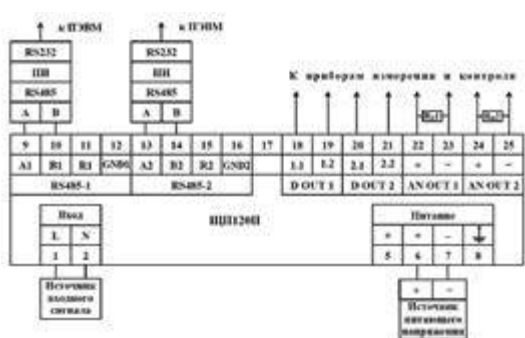 к ПЭВМ к ПЭВМ
RS232 RS232
ПИ ПИ
RS485 RS485
К приборам измерения и контроля
A B A B
9 10 11 12 13 14 15 16 17 18 19 20 21 22 23 24 25
A1 B1 R1 GND1 A2 B2 R2 GND2 1.1 1.2 2.1 2.2 + − + −
RS485-1 RS485-2 D OUT 1 D OUT 2 AN OUT 1 AN OUT 2
ЩП120П
Вход Питание
L N + + −
1 2 5 6 7 8
Источник входного сигнала
+ −
Источник питающего напряжения